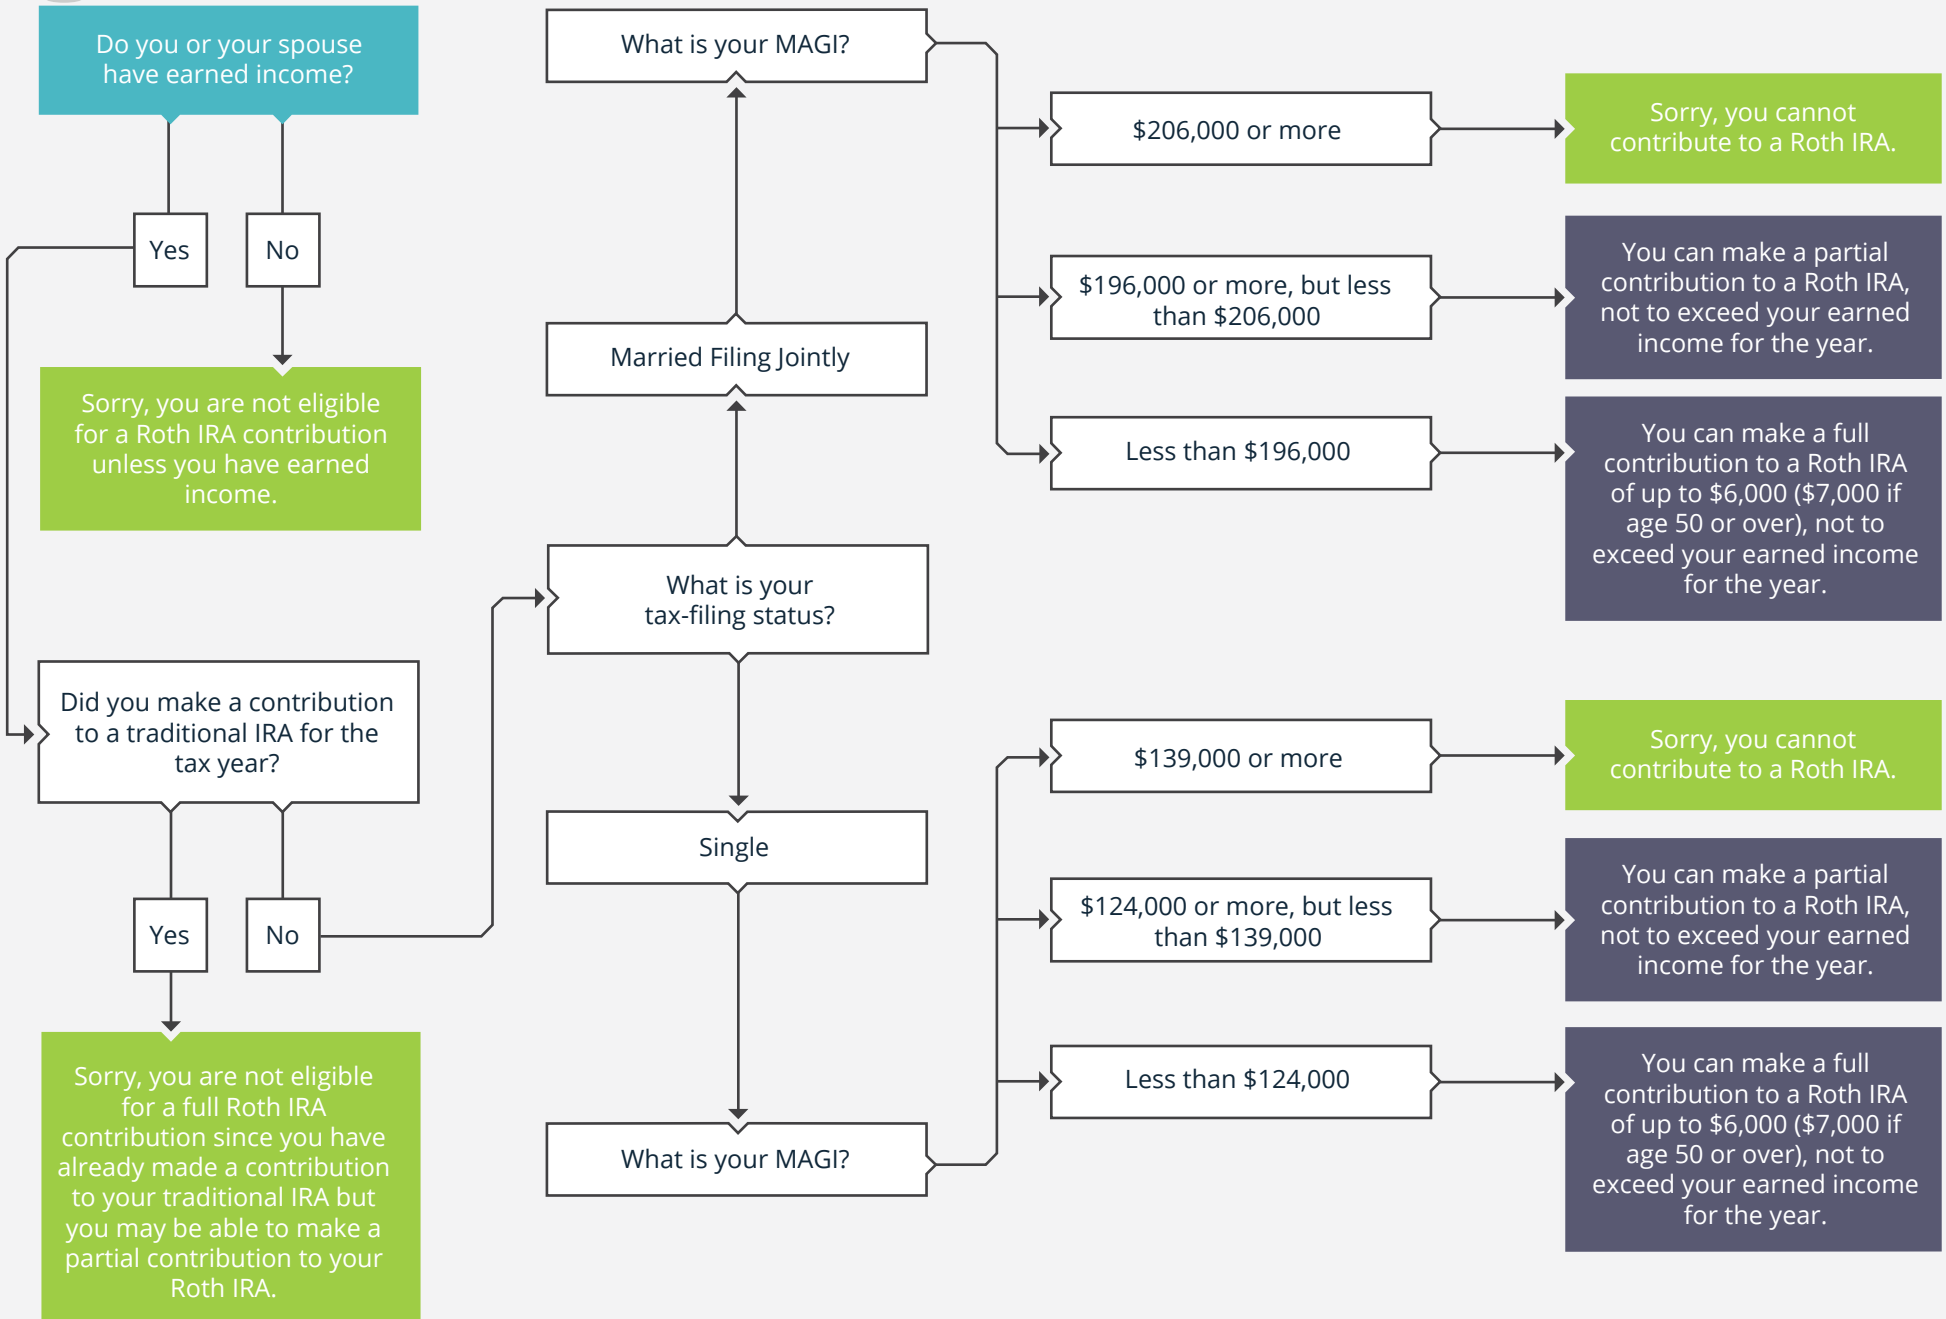 Do you or your spouse
have earned income?
Yes
No
Sorry, you are not eligible
for a Roth IRA contribution
unless you have earned
income.
Did you make a contribution
to a traditional IRA for the
tax year?
Yes
No
Sorry, you are not eligible
for a full Roth IRA
contribution since you have
already made a contribution
to your traditional IRA but
you may be able to make a
partial contribution to your
Roth IRA.
What is your
tax-filing status?
Married Filing Jointly
What is your MAGI?
$206,000 or more
Sorry, you cannot
contribute to a Roth IRA.
$196,000 or more, but less
than $206,000
You can make a partial
contribution to a Roth IRA,
not to exceed your earned
income for the year.
Less than $196,000
You can make a full
contribution to a Roth IRA
of up to $6,000 ($7,000 if
age 50 or over), not to
exceed your earned income
for the year.
Single
What is your MAGI?
$139,000 or more
Sorry, you cannot
contribute to a Roth IRA.
$124,000 or more, but less
than $139,000
You can make a partial
contribution to a Roth IRA,
not to exceed your earned
income for the year.
Less than $124,000
You can make a full
contribution to a Roth IRA
of up to $6,000 ($7,000 if
age 50 or over), not to
exceed your earned income
for the year.